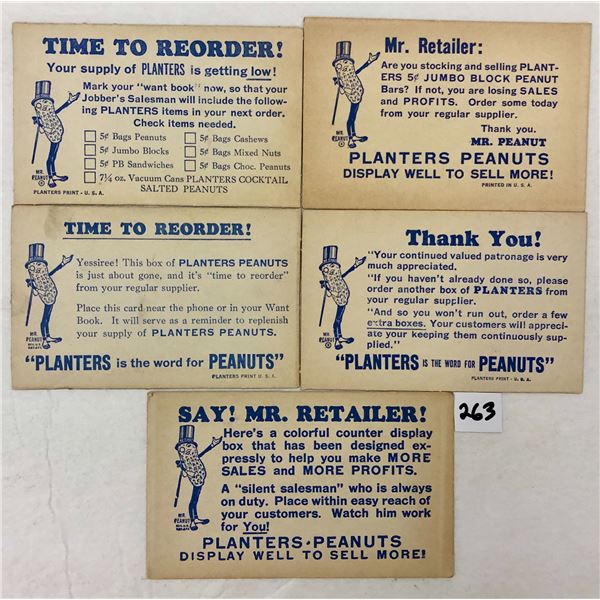 TIME TO REORDER!
Your supply of PLANTERS is getting low!
Mark your "want book" now, so that your
Jobber's Salesman will include the follow-
ing PLANTERS items in your next order.
Check items needed.
5¢ Bags Peanuts
5¢ Bags Cashews
5¢ Jumbo Blocks
5¢ Bags Mixed Nuts
5¢ PB Sandwiches
5¢ Bags Choc. Peanuts
7¼ oz. Vacuum Cans PLANTERS COCKTAIL
SALTED PEANUTS
MR. PEANUT
PLANTERS PRINT - U. S. A.
Mr. Retailer:
Are you stocking and selling PLANT-
ERS 5¢ JUMBO BLOCK PEANUT
Bars? If not, you are losing SALES
and PROFITS. Order some today
from your regular supplier.
Thank you.
MR. PEANUT
MR. PEANUT
PLANTERS PEANUTS
DISPLAY WELL TO SELL MORE!
PRINTED IN U. S. A.
TIME TO REORDER!
Yessiree! This box of PLANTERS PEANUTS
is just about gone, and it's "time to reorder"
from your regular supplier.
Place this card near the phone or in your Want
Book. It will serve as a reminder to replenish
your supply of PLANTERS PEANUTS.
MR. PEANUT
"PLANTERS is the word for PEANUTS"
PLANTERS PRINT U. S. A.
Thank You!
"Your continued valued patronage is very
much appreciated.
"If you haven't already done so, please
order another box of PLANTERS from
your regular supplier.
"And so you won't run out, order a few
extra boxes. Your customers will appreci-
ate your keeping them continuously sup-
plied."
MR. PEANUT
"PLANTERS IS THE WORD FOR PEANUTS"
PLANTERS PRINT - U. S. A.
SAY! MR. RETAILER!
Here's a colorful counter display
box that has been designed ex-
pressly to help you make MORE
SALES and MORE PROFITS.
A "silent salesman" who is always
on duty. Place within easy reach of
your customers. Watch him work
for You!
MR. PEANUT
PLANTERS-PEANUTS
DISPLAY WELL TO SELL MORE!
263